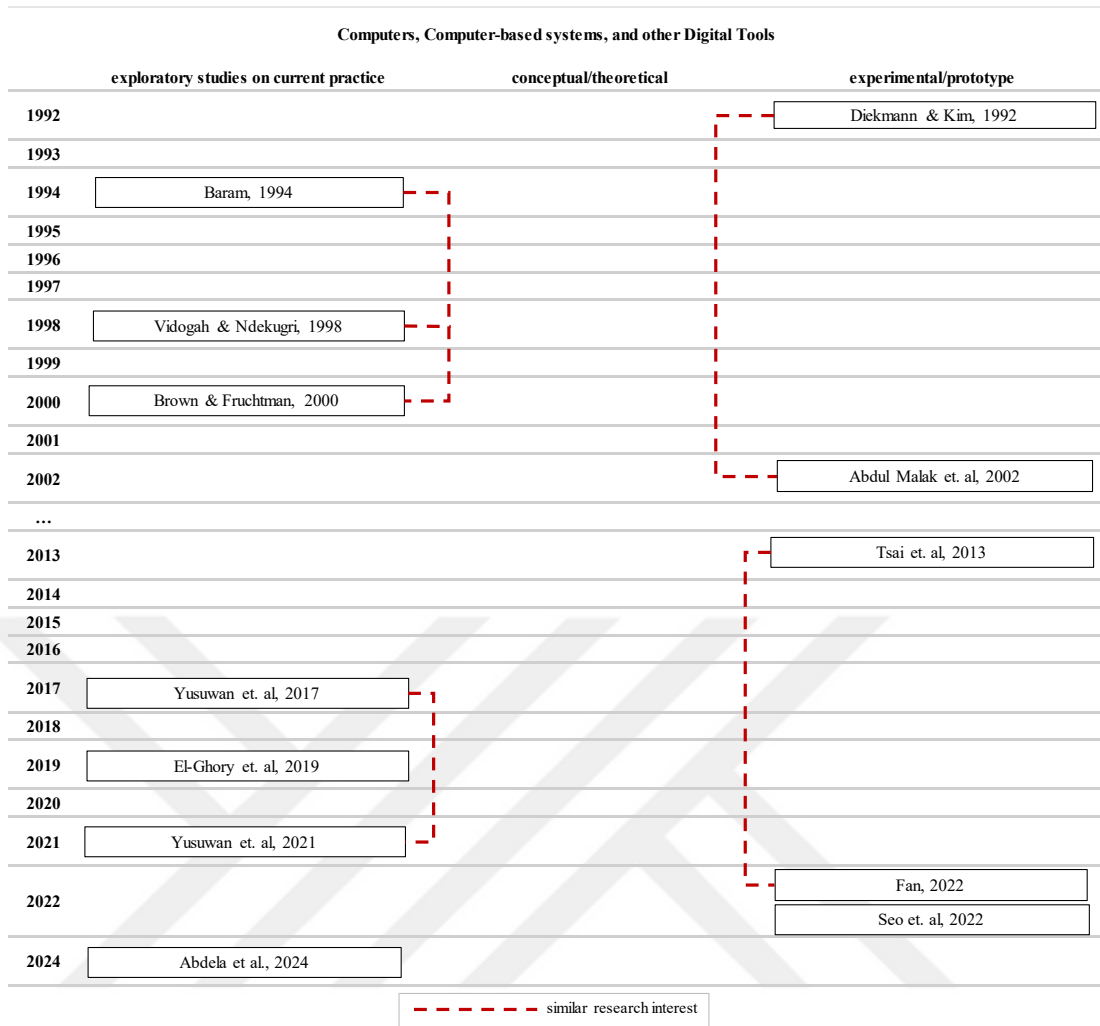 Computers, Computer-based systems, and other Digital Tools
exploratory studies on current practice conceptual/theoretical experimental/prototype
1992 Diekmann & Kim, 1992
1993
1994 Baram, 1994
1995
1996
1997
1998 Vidogah & Ndekugri, 1998
1999
2000 Brown & Fruchtman, 2000
2001
2002 Abdul Malak et. al, 2002
...
2013 Tsai et. al, 2013
2014
2015
2016
2017 Yusuwan et. al, 2017
2018
2019 El-Ghory et. al, 2019
2020
2021 Yusuwan et. al, 2021
2022 Fan, 2022
Seo et. al, 2022
2024 Abdela et al., 2024
similar research interest